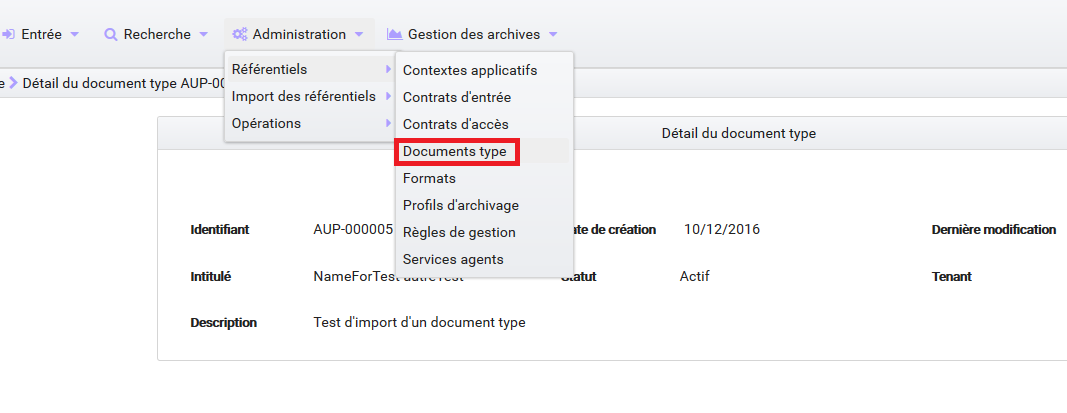 Entrée Recherche Administration Gestion des archives
Détail du document type AUP-00
Référentiels
Import des référentiels
Opérations
Contextes applicatifs
Contrats d'entrée
Contrats d'accès
Documents type
Formats
Profils d'archivage
Règles de gestion
Services agents
Détail du document type
Identifiant AUP-000005 de création 10/12/2016 Dernière modification
Intitulé NameForTest autreTest Statut Actif Tenant
Description Test d'import d'un document type